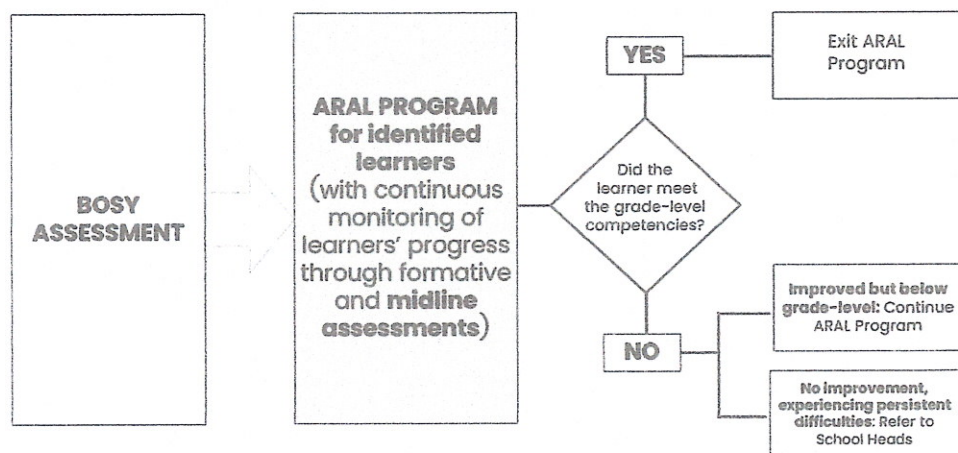 BOSY
ASSESSMENT
ARAL PROGRAM
for identified
learners
(with continuous
monitoring of
learners' progress
through formative
and midline
assessments)
Did the
learner meet
the grade-level
competencies?
YES
Exit ARAL
Program
NO
Improved but below
grade-level: Continue
ARAL Program
No improvement,
experiencing persistent
difficulties: Refer to
School Heads